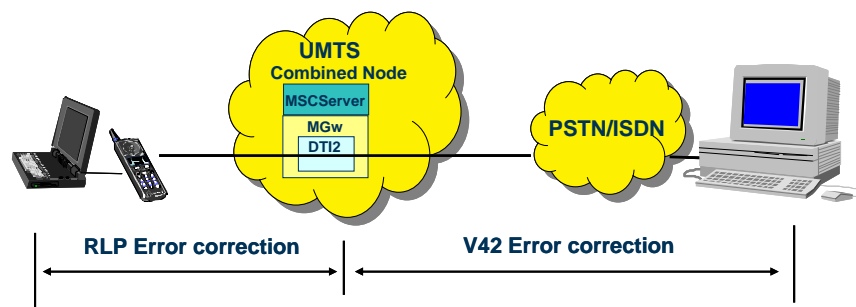 UMTS
Combined Node
MSCServer
MGw
DTI2
PSTN/ISDN
RLP Error correction
V42 Error correction